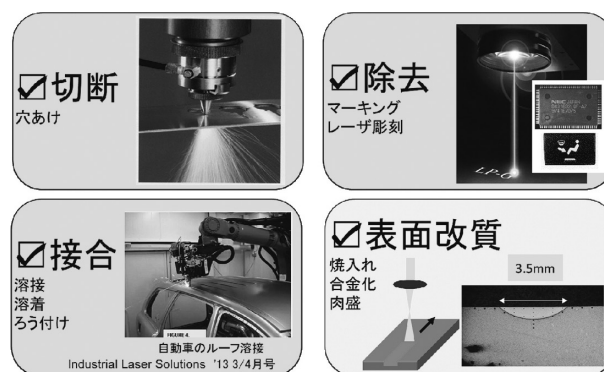 ☑切断
穴あけ
☑除去
マーキング
レーザ彫刻
LP-G
☑接合
溶接
溶着
ろう付け
FIGURE 4.
自動車のルーフ溶接
Industrial Laser Solutions '13 3/4月号
☑表面改質
焼入れ
合金化
肉盛
3.5mm